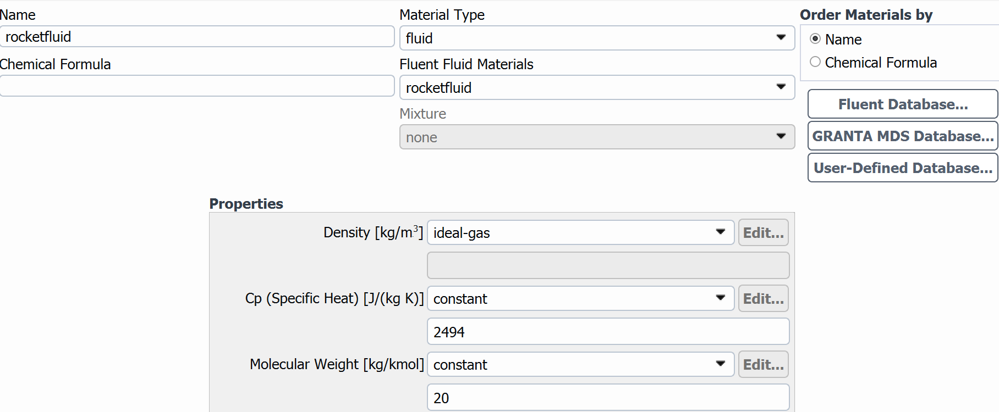 Name
rocketfluid
Chemical Formula
Material Type
fluid
Fluent Fluid Materials
rocketfluid
Mixture
none
Order Materials by
Name
Chemical Formula
Fluent Database...
GRANTA MDS Database...
User-Defined Database...
Properties
Density [kg/m³] ideal-gas Edit...
Cp (Specific Heat) [J/(kg K)] constant Edit...
2494
Molecular Weight [kg/kmol] constant Edit...
20